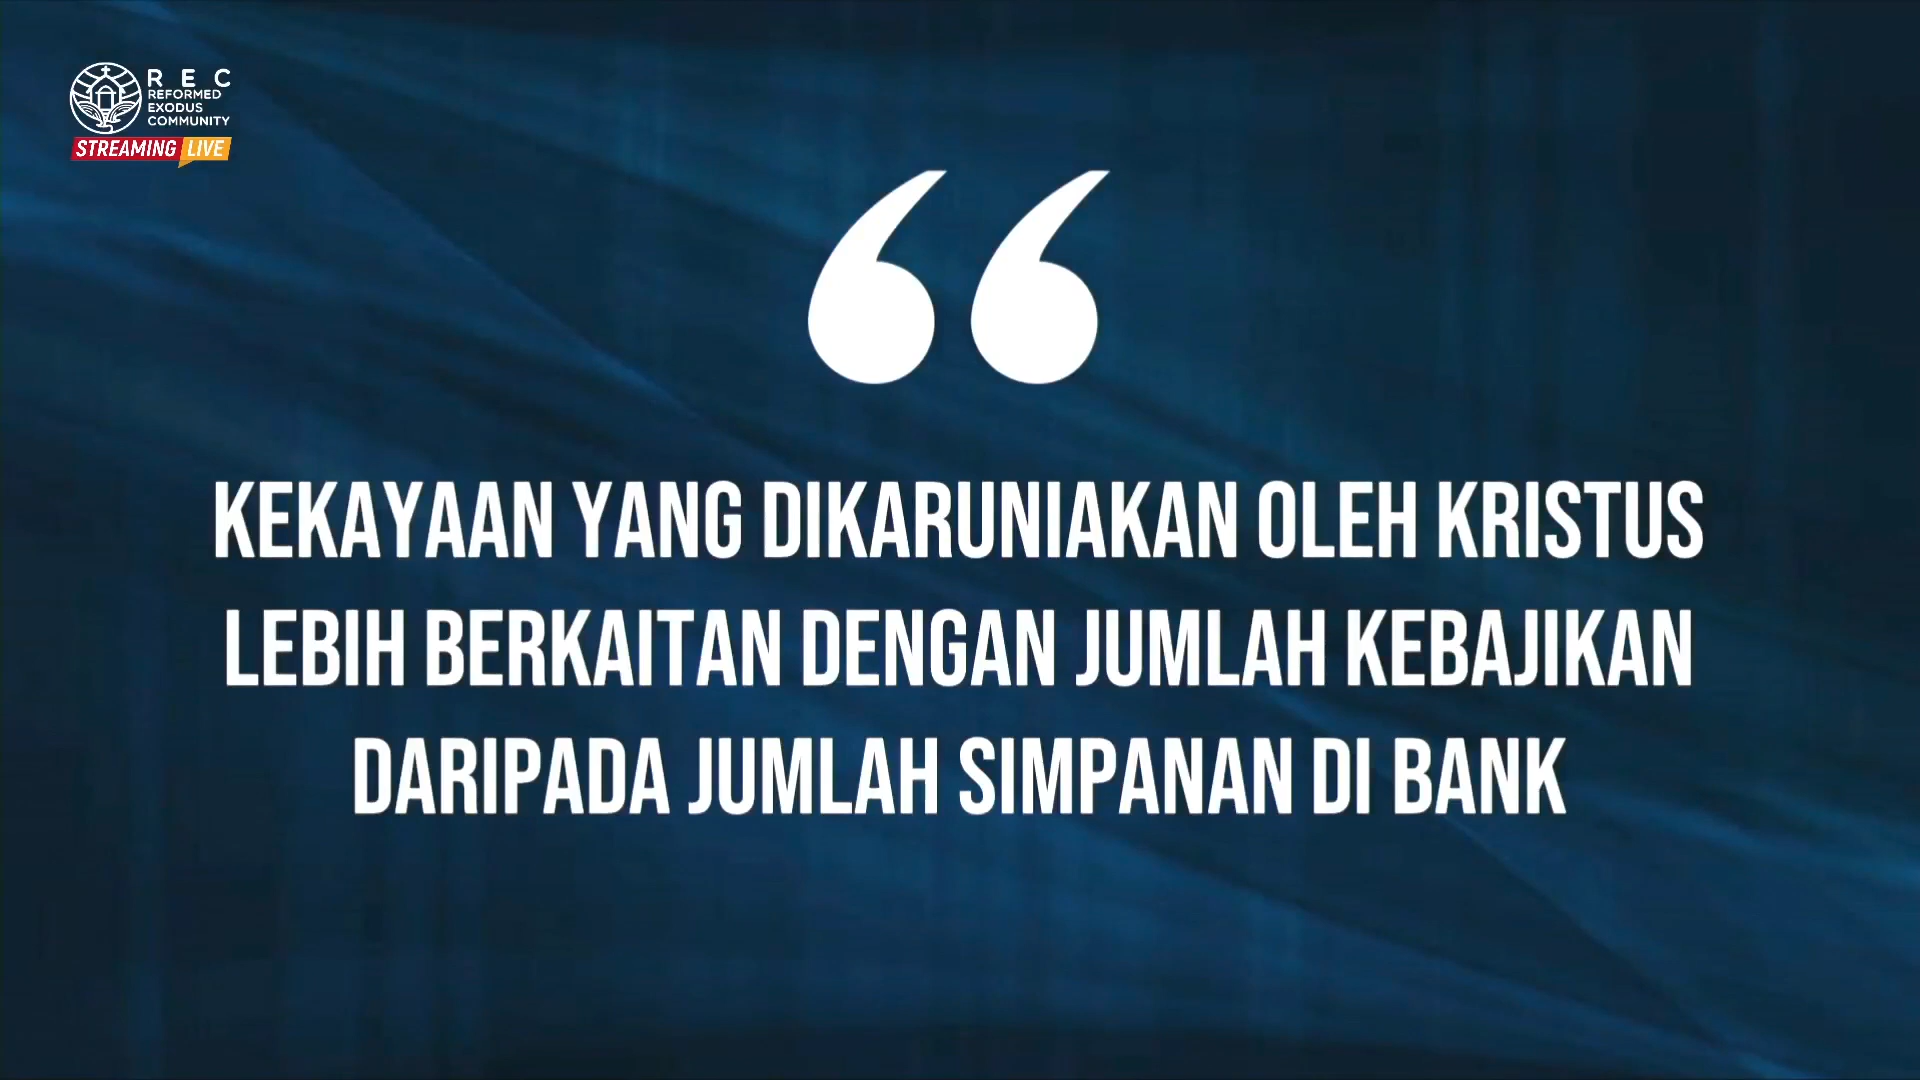 REC
REFORMED
EXODUS
COMMUNITY
STREAMING LIVE
“
KEKAYAAN YANG DIKARUNIAKAN OLEH KRISTUS
LEBIH BERKAITAN DENGAN JUMLAH KEBAJIKAN
DARIPADA JUMLAH SIMPANAN DI BANK